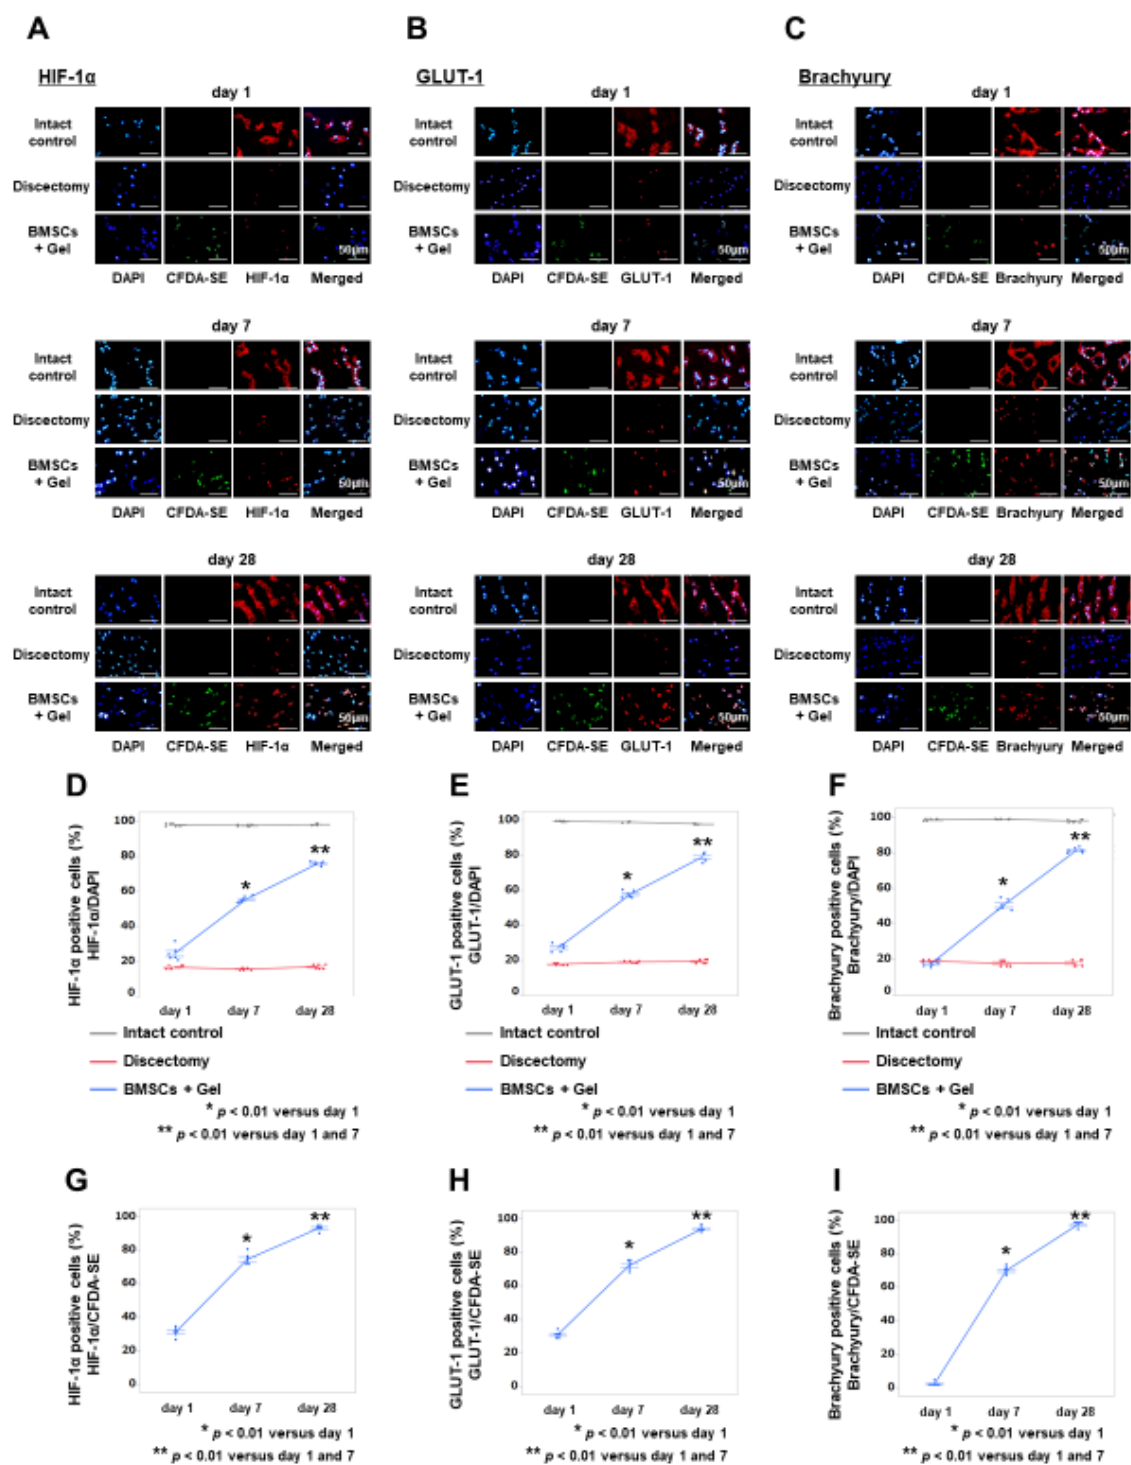 A
B
C
HIF-1α
GLUT-1
Brachyury
day 1
day 1
day 1
Intact control
Intact control
Intact control
Discectomy
Discectomy
Discectomy
BMSCs + Gel
50μm
BMSCs + Gel
50μm
BMSCs + Gel
50μm
DAPI CFDA-SE HIF-1α Merged
DAPI CFDA-SE GLUT-1 Merged
DAPI CFDA-SE Brachyury Merged
day 7
day 7
day 7
Intact control
Intact control
Intact control
Discectomy
Discectomy
Discectomy
BMSCs + Gel
50μm
BMSCs + Gel
50μm
BMSCs + Gel
50μm
DAPI CFDA-SE HIF-1α Merged
DAPI CFDA-SE GLUT-1 Merged
DAPI CFDA-SE Brachyury Merged
day 28
day 28
day 28
Intact control
Intact control
Intact control
Discectomy
Discectomy
Discectomy
BMSCs + Gel
50μm
BMSCs + Gel
50μm
BMSCs + Gel
50μm
DAPI CFDA-SE HIF-1α Merged
DAPI CFDA-SE GLUT-1 Merged
DAPI CFDA-SE Brachyury Merged
D
HIF-1α positive cells (%)
HIF-1α/DAPI
100
80
60
40
20
0
*
**
day 1 day 7 day 28
Intact control
Discectomy
BMSCs + Gel
* p < 0.01 versus day 1
** p < 0.01 versus day 1 and 7
E
GLUT-1 positive cells (%)
GLUT-1/DAPI
100
80
60
40
20
0
*
**
day 1 day 7 day 28
Intact control
Discectomy
BMSCs + Gel
* p < 0.01 versus day 1
** p < 0.01 versus day 1 and 7
F
Brachyury positive cells (%)
Brachyury/DAPI
100
80
60
40
20
0
*
**
day 1 day 7 day 28
Intact control
Discectomy
BMSCs + Gel
* p < 0.01 versus day 1
** p < 0.01 versus day 1 and 7
G
HIF-1α positive cells (%)
HIF-1α/CFDA-SE
100
80
60
40
20
0
*
**
day 1 day 7 day 28
* p < 0.01 versus day 1
** p < 0.01 versus day 1 and 7
H
GLUT-1 positive cells (%)
GLUT-1/CFDA-SE
100
80
60
40
20
0
*
**
day 1 day 7 day 28
* p < 0.01 versus day 1
** p < 0.01 versus day 1 and 7
I
Brachyury positive cells (%)
Brachyury/CFDA-SE
100
80
60
40
20
0
*
**
day 1 day 7 day 28
* p < 0.01 versus day 1
** p < 0.01 versus day 1 and 7